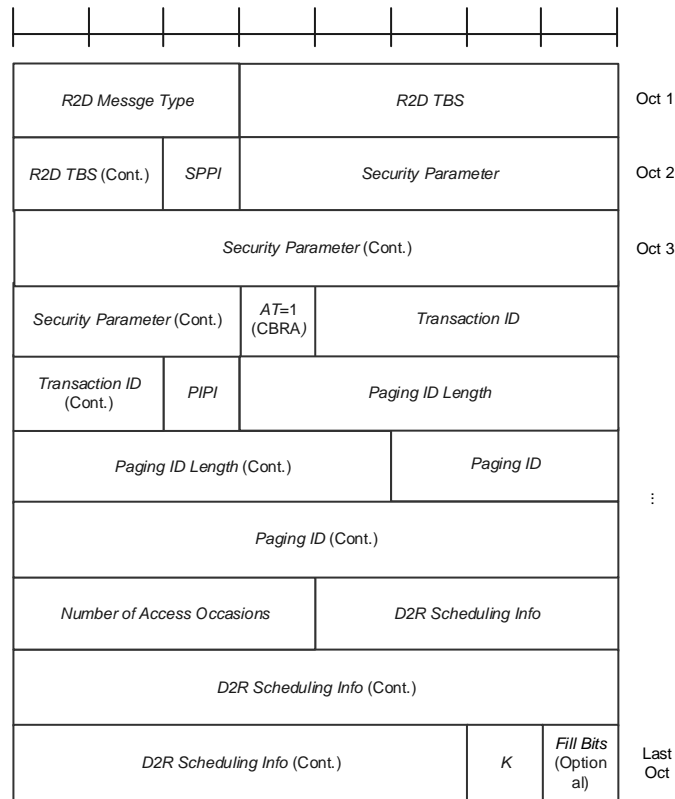 R2D Messge Type
R2D TBS
Oct 1
R2D TBS (Cont.)
SPPI
Security Parameter
Oct 2
Security Parameter (Cont.)
Oct 3
Security Parameter (Cont.)
AT=1
(CBRA)
Transaction ID
Transaction ID
(Cont.)
PIPI
Paging ID Length
Paging ID Length (Cont.)
Paging ID
...
Paging ID (Cont.)
Number of Access Occasions
D2R Scheduling Info
D2R Scheduling Info (Cont.)
D2R Scheduling Info (Cont.)
K
Fill Bits
(Option
al)
Last
Oct